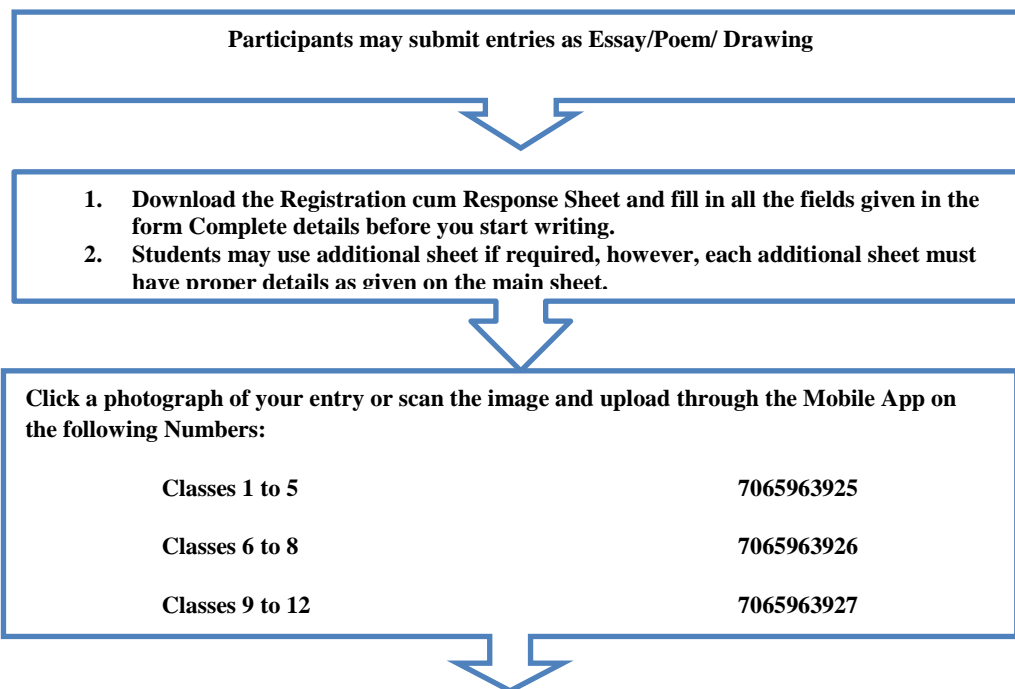 Participants may submit entries as Essay/Poem/ Drawing
1. Download the Registration cum Response Sheet and fill in all the fields given in the
form Complete details before you start writing.
2. Students may use additional sheet if required, however, each additional sheet must
have proper details as given on the main sheet.
Click a photograph of your entry or scan the image and upload through the Mobile App on
the following Numbers:
Classes 1 to 5 7065963925
Classes 6 to 8 7065963926
Classes 9 to 12 7065963927